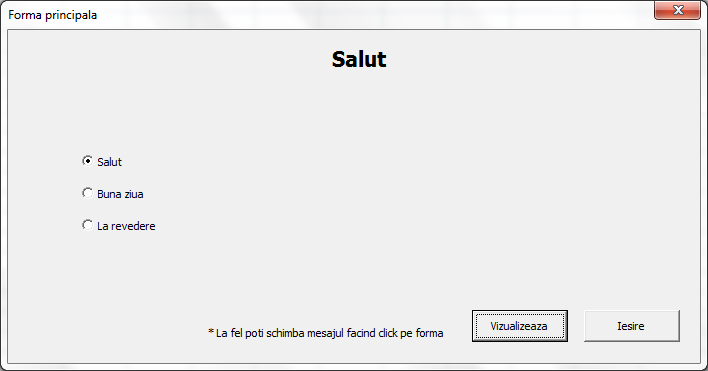 Forma principala
Salut
Salut
Buna ziua
La revedere
* La fel poti schimba mesajul facind click pe forma
Vizualizeaza
Iesire